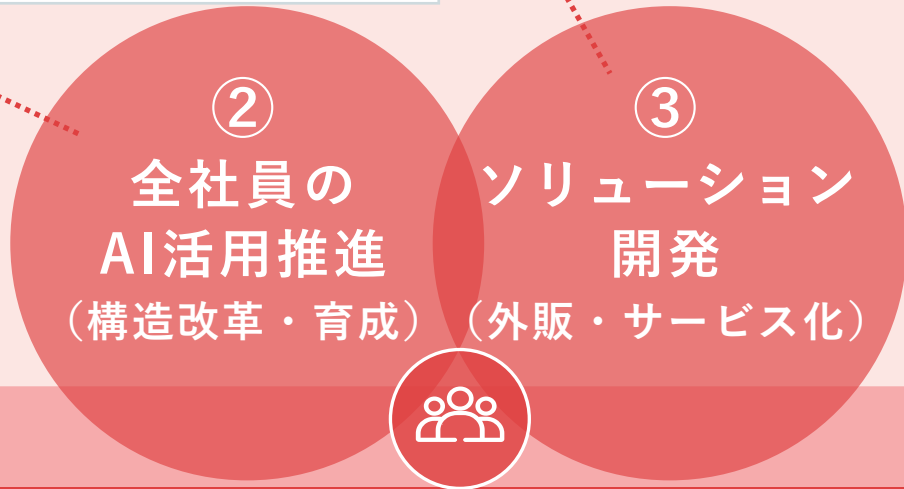 ②
全社員の
AI活用推進
（構造改革・育成）
③
ソリューション
開発
（外販・サービス化）